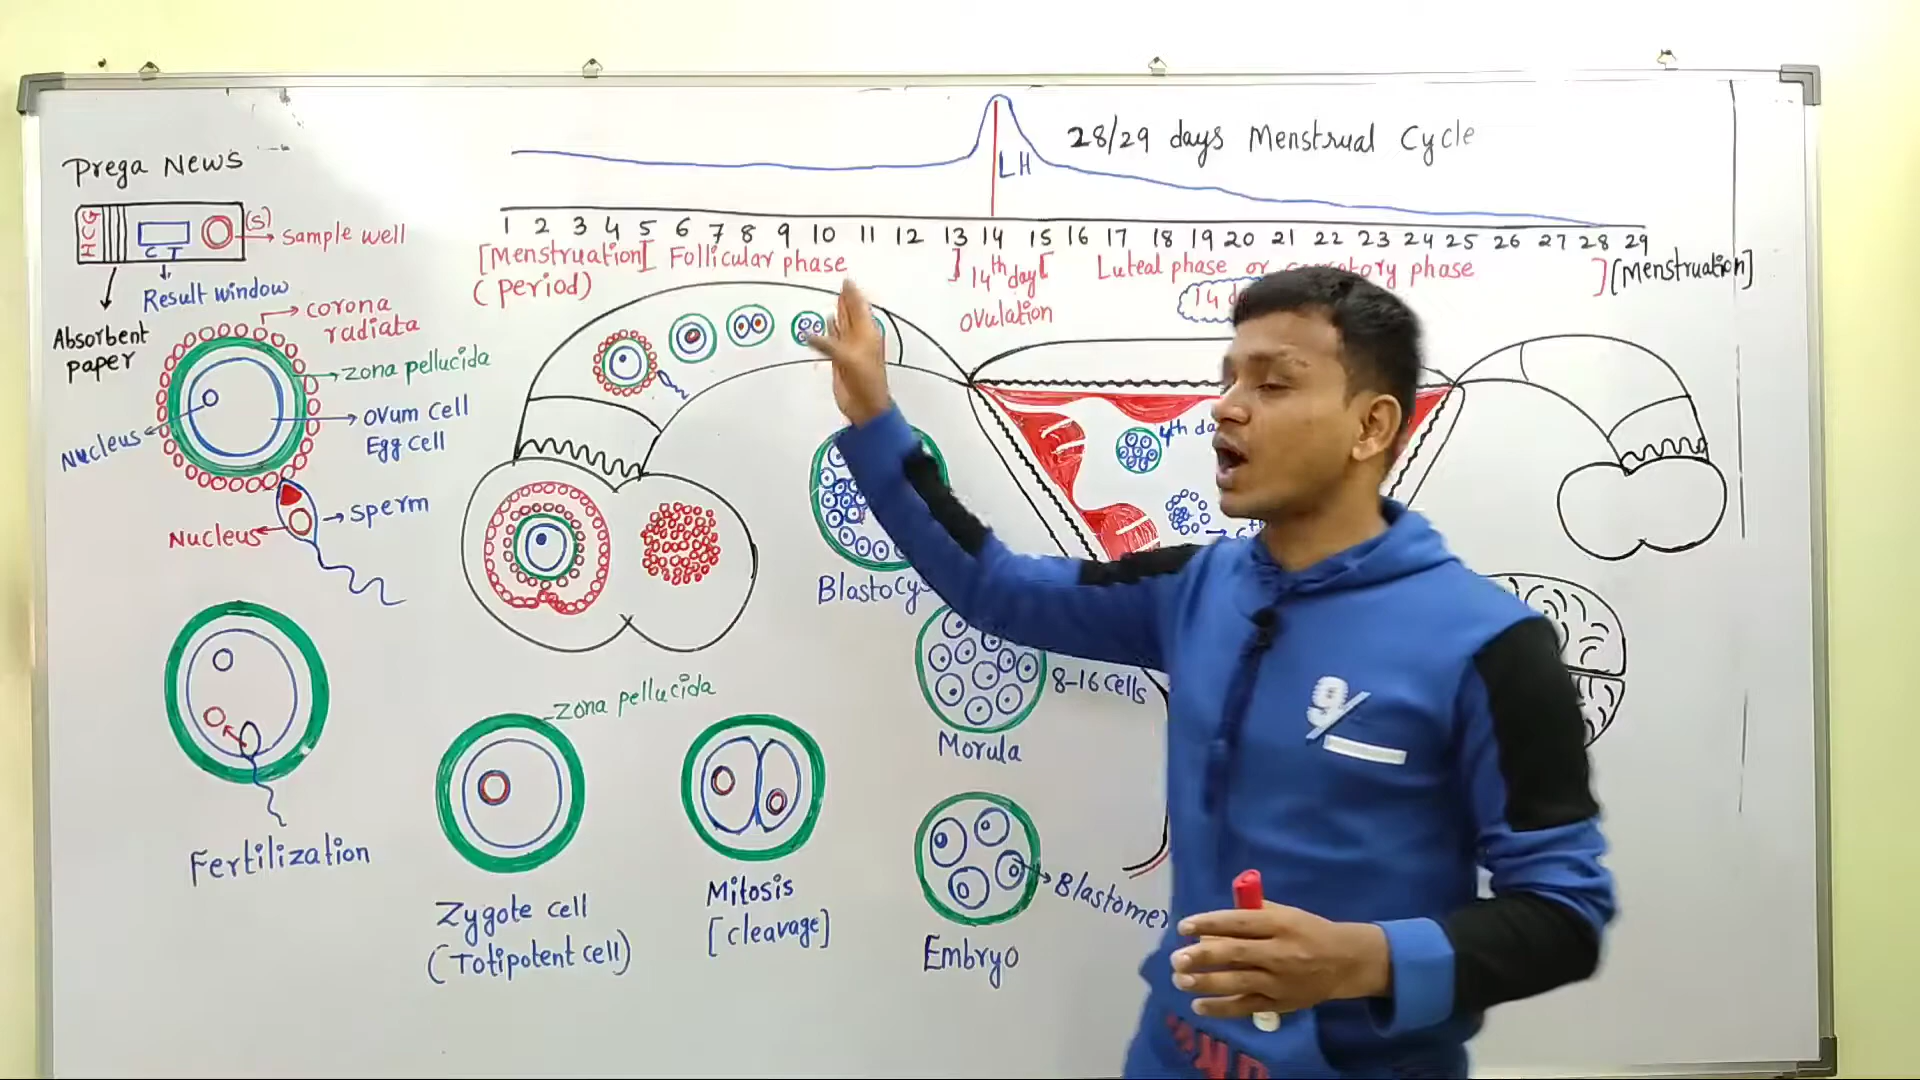 28/29 days Menstrual Cycle
LH
Prega News
HCG
C T
(S)
Sample well
Result window
Absorbent
paper
1 2 3 4 5 6 7 8 9 10 11 12 13 14 15 16 17 18 19 20 21 22 23 24 25 26 27 28 29
[Menstruation]
(period)
[Follicular phase
]
14th day
ovulation
[Luteal phase or phase
]
[Menstruation]
14
corona
radiata
zona pellucida
ovum cell
Egg cell
Nucleus
Sperm
Nucleus
4th
Blastocy
8-16 cells
Morula
zona pellucida
Fertilization
Zygote cell
(Totipotent cell)
Mitosis
[cleavage]
Blastomer
Embryo
9